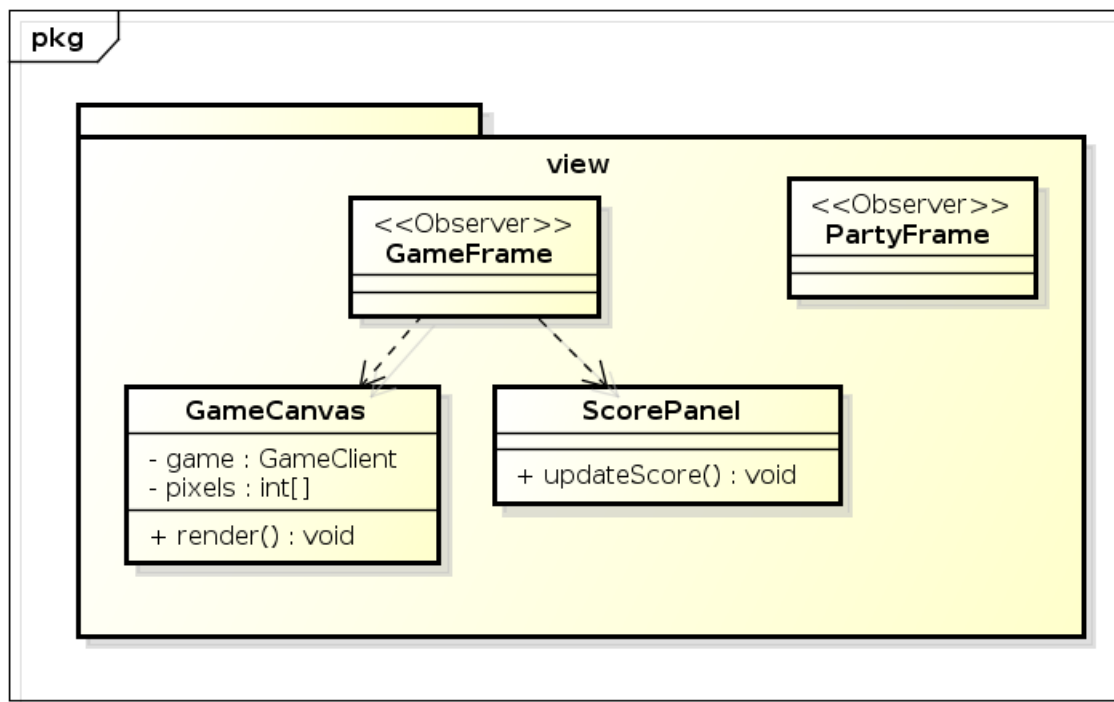 pkg
view
<<Observer>>
GameFrame
<<Observer>>
PartyFrame
GameCanvas
- game : GameClient
- pixels : int[]
+ render() : void
ScorePanel
+ updateScore() : void